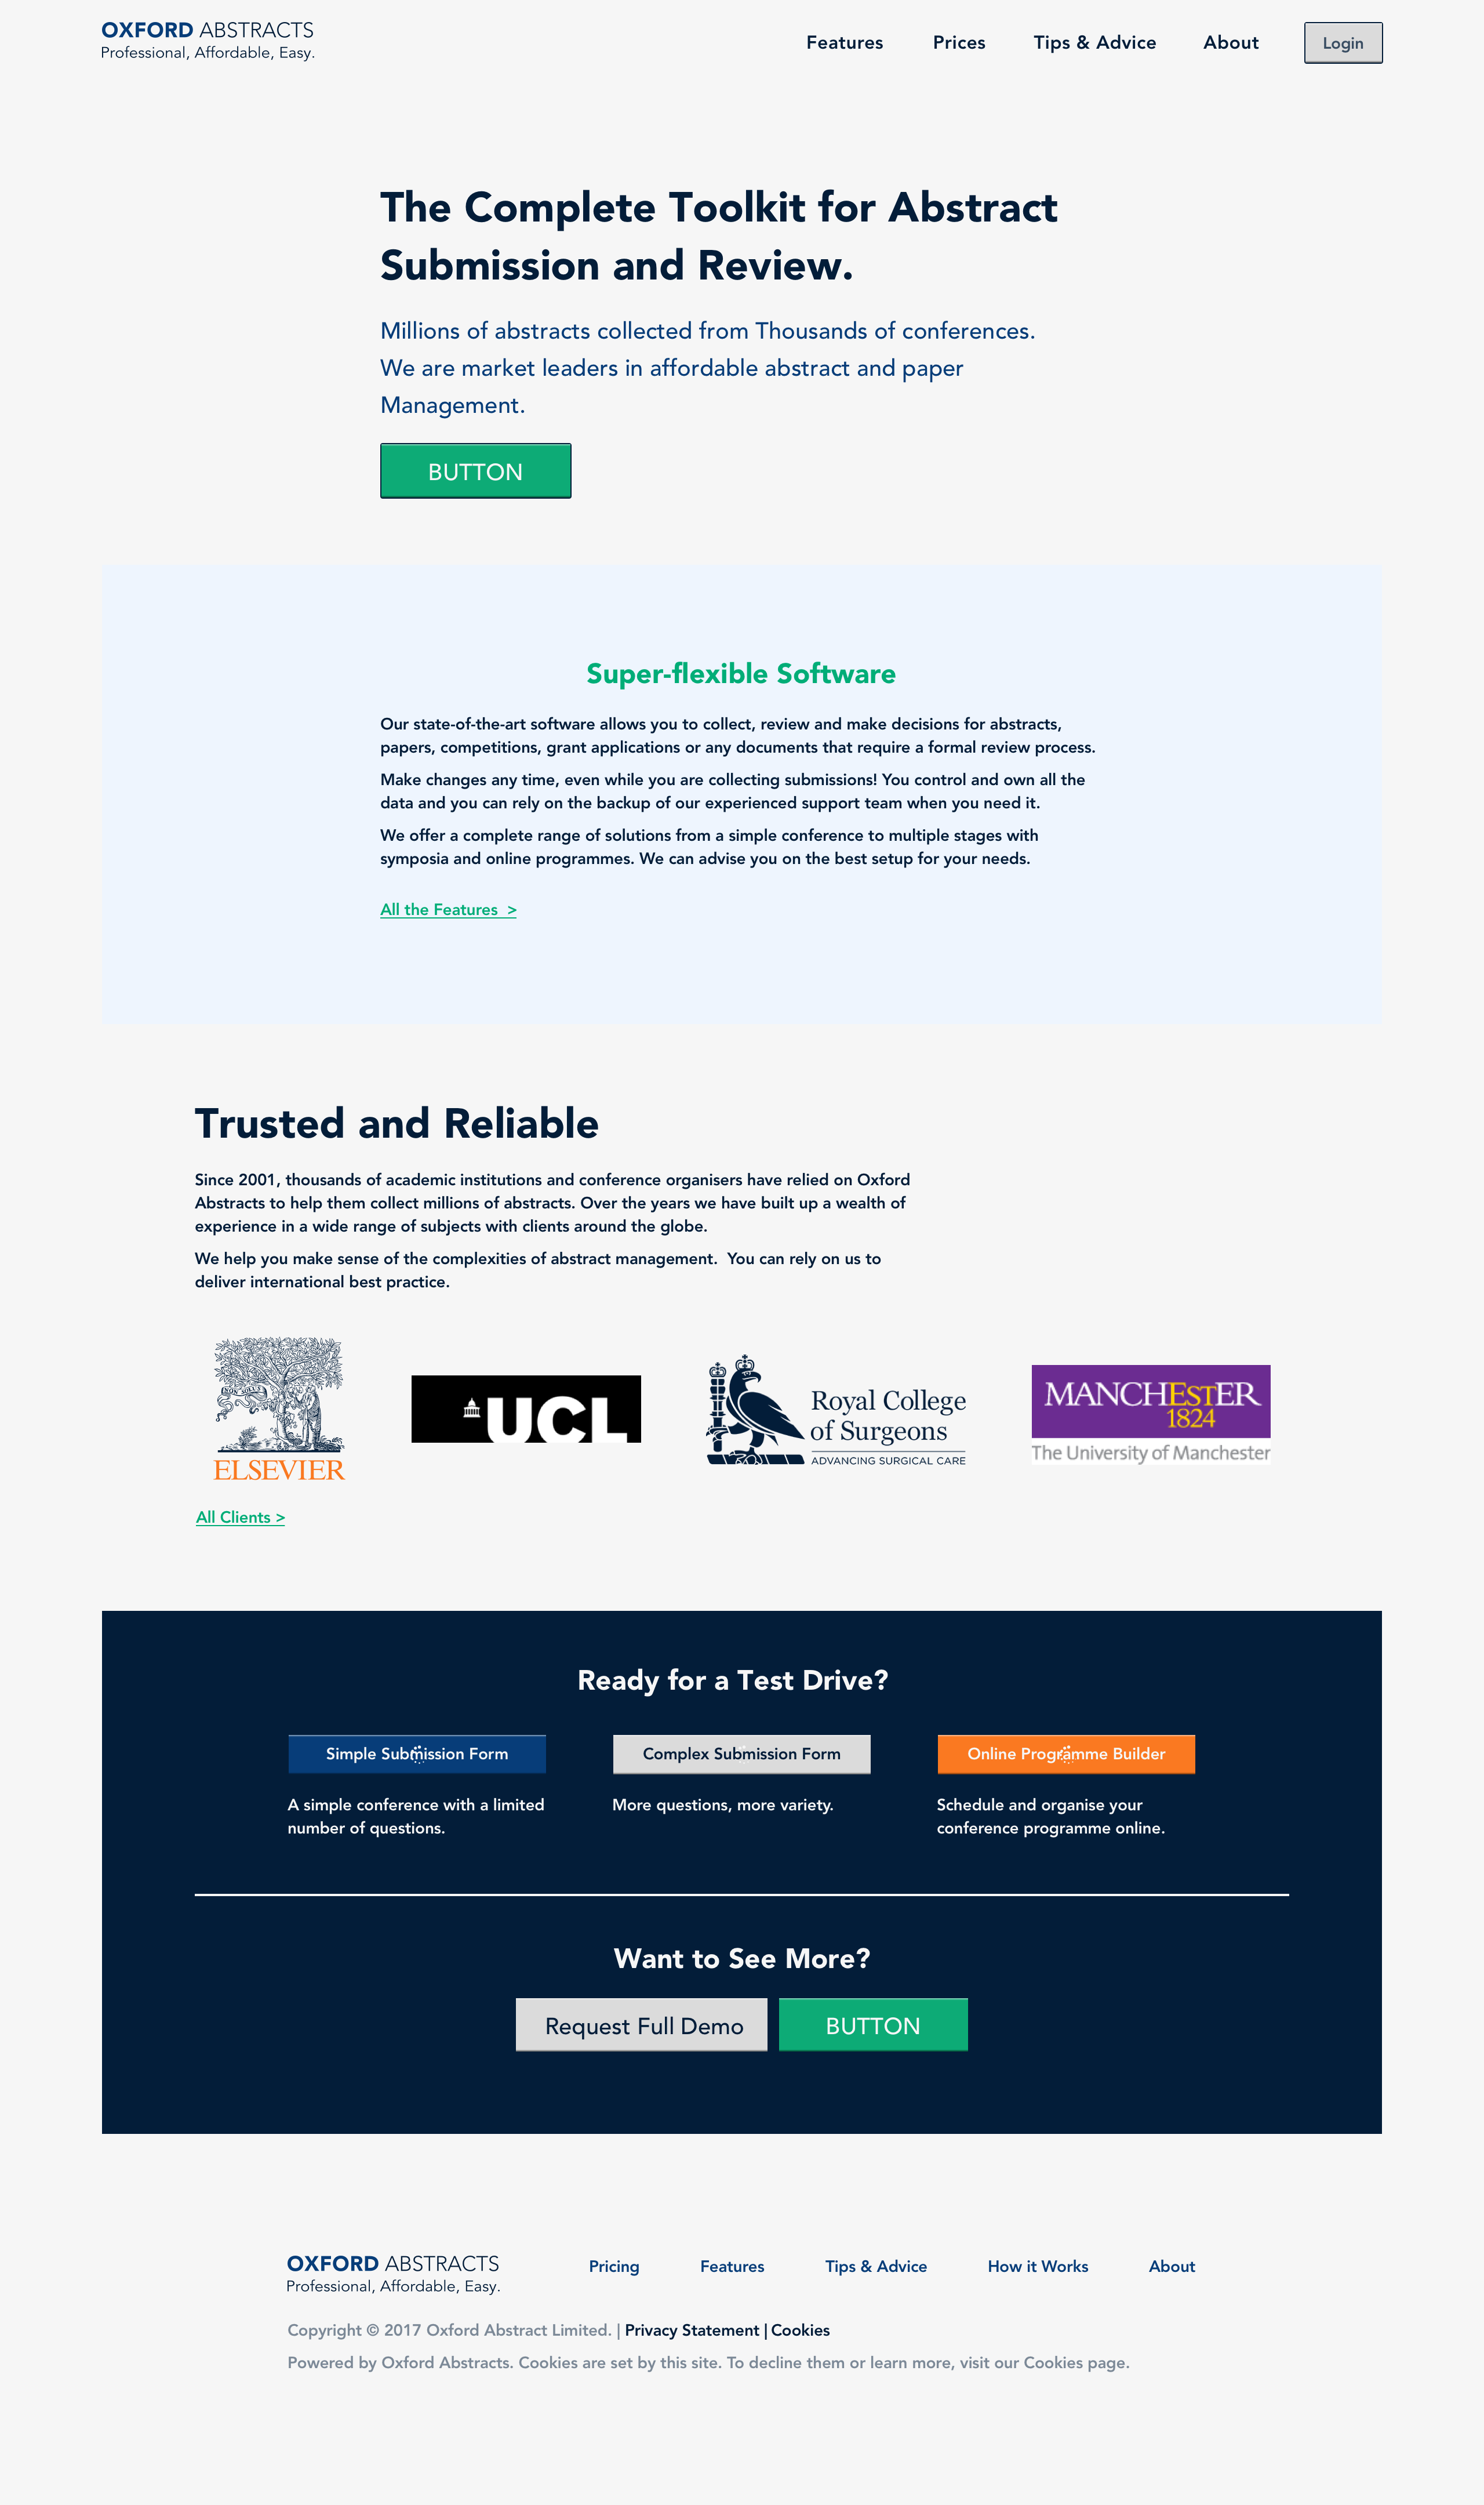 OXFORD ABSTRACTS
Professional, Affordable, Easy.
Features Prices Tips & Advice About Login
The Complete Toolkit for Abstract
Submission and Review.
Millions of abstracts collected from Thousands of conferences.
We are market leaders in affordable abstract and paper
Management.
BUTTON
Super-flexible Software
Our state-of-the-art software allows you to collect, review and make decisions for abstracts,
papers, competitions, grant applications or any documents that require a formal review process.
Make changes any time, even while you are collecting submissions! You control and own all the
data and you can rely on the backup of our experienced support team when you need it.
We offer a complete range of solutions from a simple conference to multiple stages with
symposia and online programmes. We can advise you on the best setup for your needs.
All the Features >
Trusted and Reliable
Since 2001, thousands of academic institutions and conference organisers have relied on Oxford
Abstracts to help them collect millions of abstracts. Over the years we have built up a wealth of
experience in a wide range of subjects with clients around the globe.
We help you make sense of the complexities of abstract management. You can rely on us to
deliver international best practice.
NON SOLUS
ELSEVIER
UCL
Royal College
of Surgeons
ADVANCING SURGICAL CARE
MANCHESTER
1824
The University of Manchester
All Clients >
Ready for a Test Drive?
Simple Submission Form
A simple conference with a limited
number of questions.
Complex Submission Form
More questions, more variety.
Online Programme Builder
Schedule and organise your
conference programme online.
Want to See More?
Request Full Demo BUTTON
OXFORD ABSTRACTS
Professional, Affordable, Easy.
Pricing Features Tips & Advice How it Works About
Copyright © 2017 Oxford Abstract Limited. | Privacy Statement | Cookies
Powered by Oxford Abstracts. Cookies are set by this site. To decline them or learn more, visit our Cookies page.